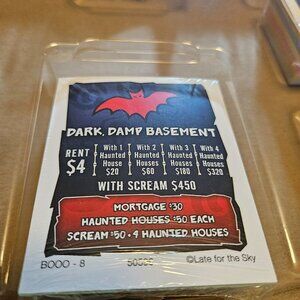 DARK, DAMP BASEMENT
RENT $4
With 1 Haunted House $20
With 2 Haunted Houses $60
With 3 Haunted Houses $180
With 4 Haunted Houses $320
WITH SCREAM $450
MORTGAGE $30
HAUNTED HOUSES $50 EACH
SCREAM $50 + 4 HAUNTED HOUSES
BOOO - 8
©Late for the Sky